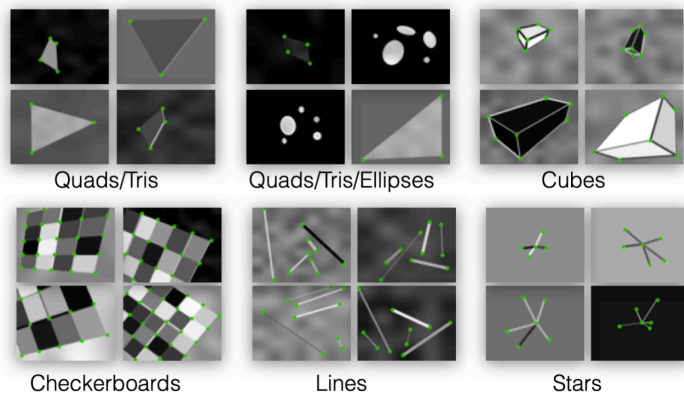 Quads/Tris
Quads/Tris/Ellipses
Cubes
Checkerboards
Lines
Stars